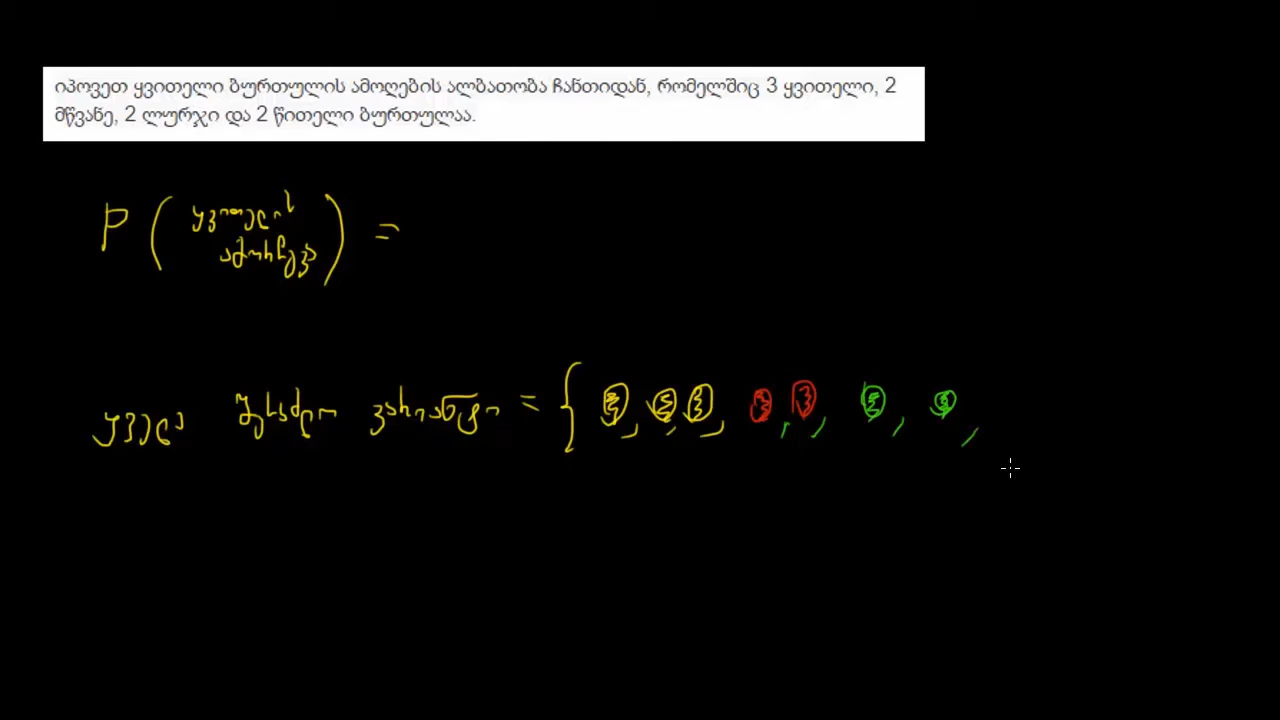 იპოვეთ ყვითელი ბურთულის ამოღების ალბათობა ჩანთიდან, რომელშიც 3 ყვითელი, 2
მწვანე, 2 ლურჯი და 2 წითელი ბურთულაა.
P ( ყვითელის
ამორჩევა ) =
ყველა შესაძლო ვარიანტი = { , , , , , , ,